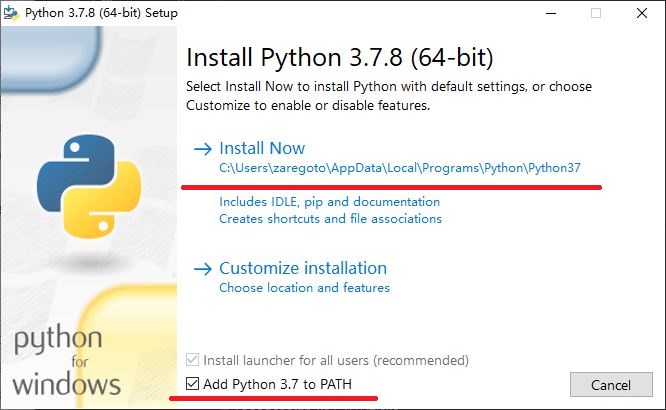 Python 3.7.8 (64-bit) Setup
Install Python 3.7.8 (64-bit)
Select Install Now to install Python with default settings, or choose
Customize to enable or disable features.
Install Now
C:\Users\zaregoto\AppData\Local\Programs\Python\Python37
Includes IDLE, pip and documentation
Creates shortcuts and file associations
Customize installation
Choose location and features
python
for
windows
Install launcher for all users (recommended)
Add Python 3.7 to PATH
Cancel